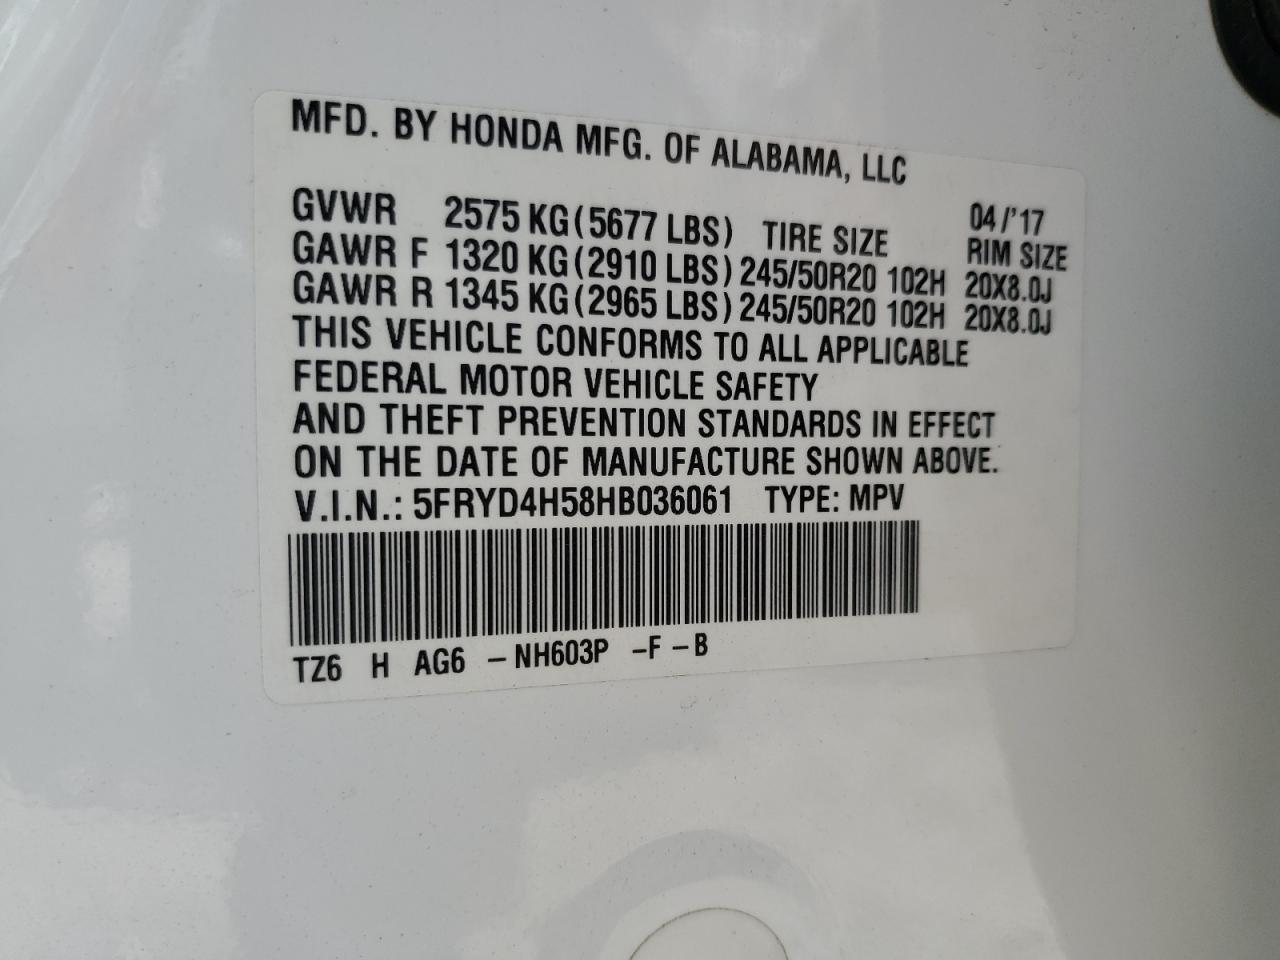 MFD. BY HONDA MFG. OF ALABAMA, LLC
04/'17
GVWR 2575 KG(5677 LBS) TIRE SIZE RIM SIZE
GAWR F 1320 KG(2910 LBS) 245/50R20 102H 20X8.0J
GAWR R 1345 KG(2965 LBS) 245/50R20 102H 20X8.0J
THIS VEHICLE CONFORMS TO ALL APPLICABLE
FEDERAL MOTOR VEHICLE SAFETY
AND THEFT PREVENTION STANDARDS IN EFFECT
ON THE DATE OF MANUFACTURE SHOWN ABOVE.
V.I.N.: 5FRYD4H58HB036061 TYPE: MPV
TZ6 H AG6 -NH603P -F-B